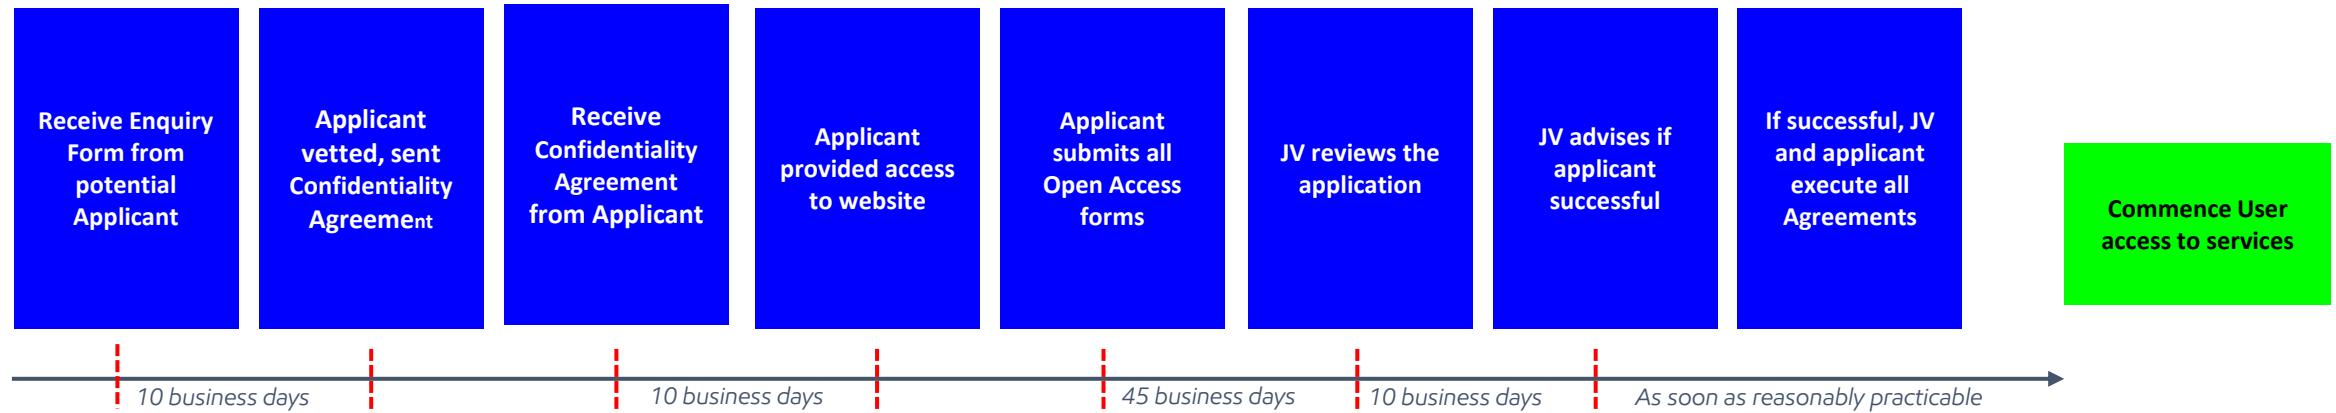 Receive Enquiry
Form from
potential
Applicant
Applicant
vetted, sent
Confidentiality
Agreement
Receive
Confidentiality
Agreement
from Applicant
Applicant
provided access
to website
Applicant
submits all
Open Access
forms
JV reviews the
application
JV advises if
applicant
successful
If successful, JV
and applicant
execute all
Agreements
Commence User
access to services
10 business days
10 business days
45 business days
10 business days
As soon as reasonably practicable